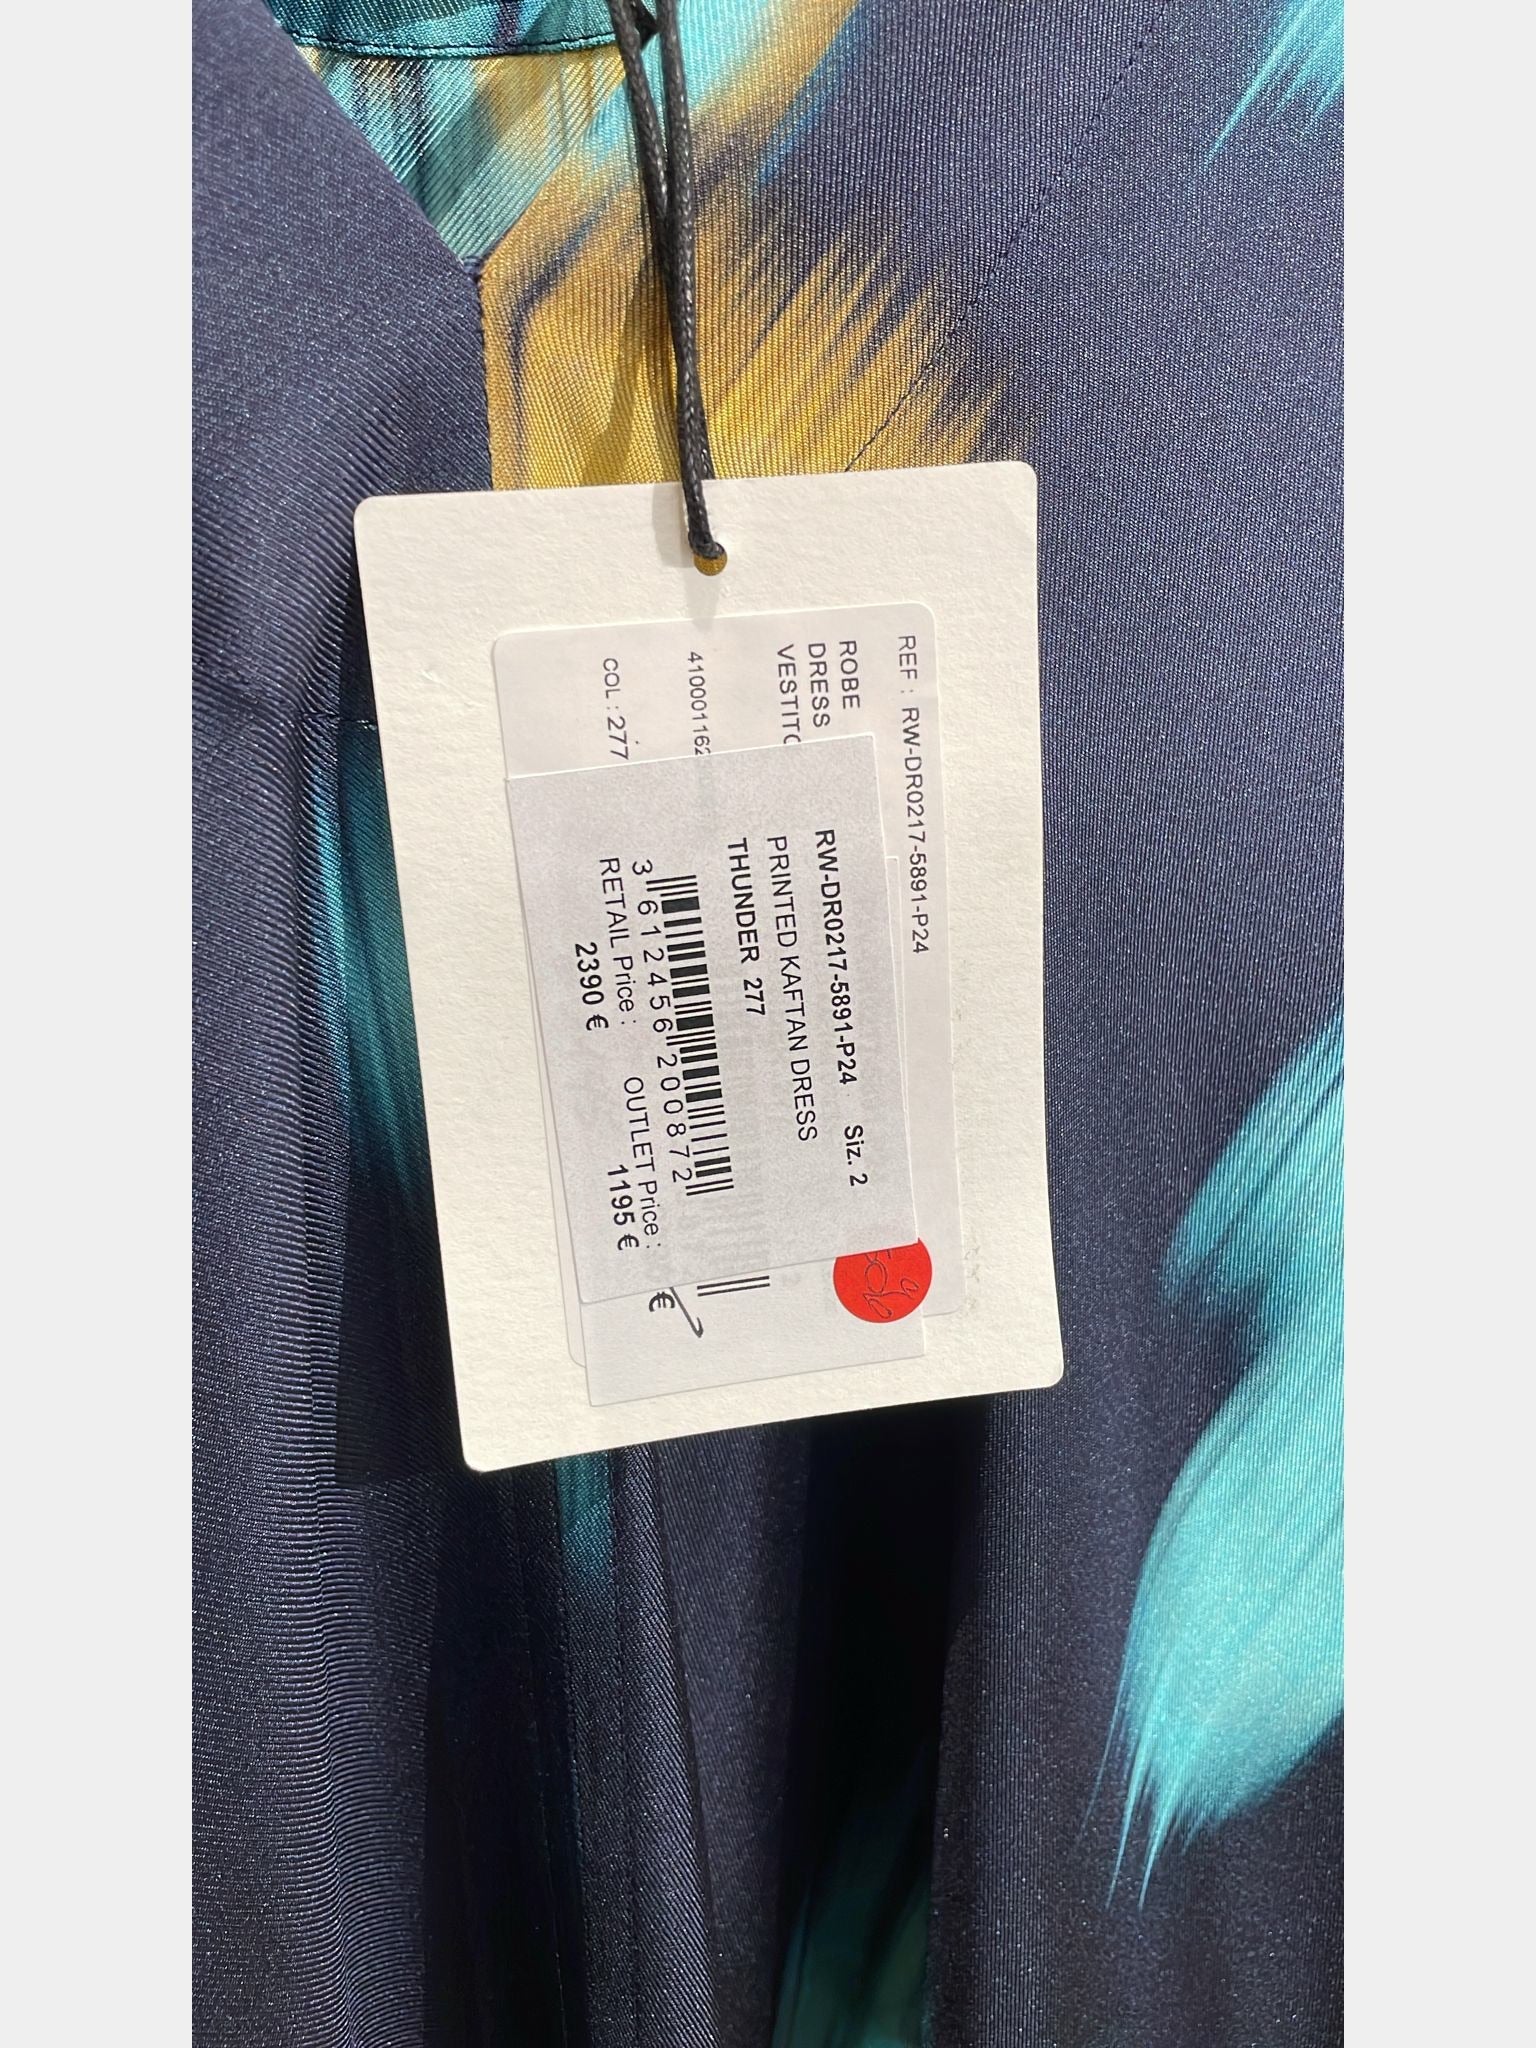 REF : RW-DR0217-5891-P24
ROBE
DRESS
VESTITO
410001162
COL : 277
RW-DR0217-5891-P24 Siz. 2
PRINTED KAFTAN DRESS
THUNDER 277
3 612456 200872
RETAIL Price : OUTLET Price :
2390 € 1195 €
€